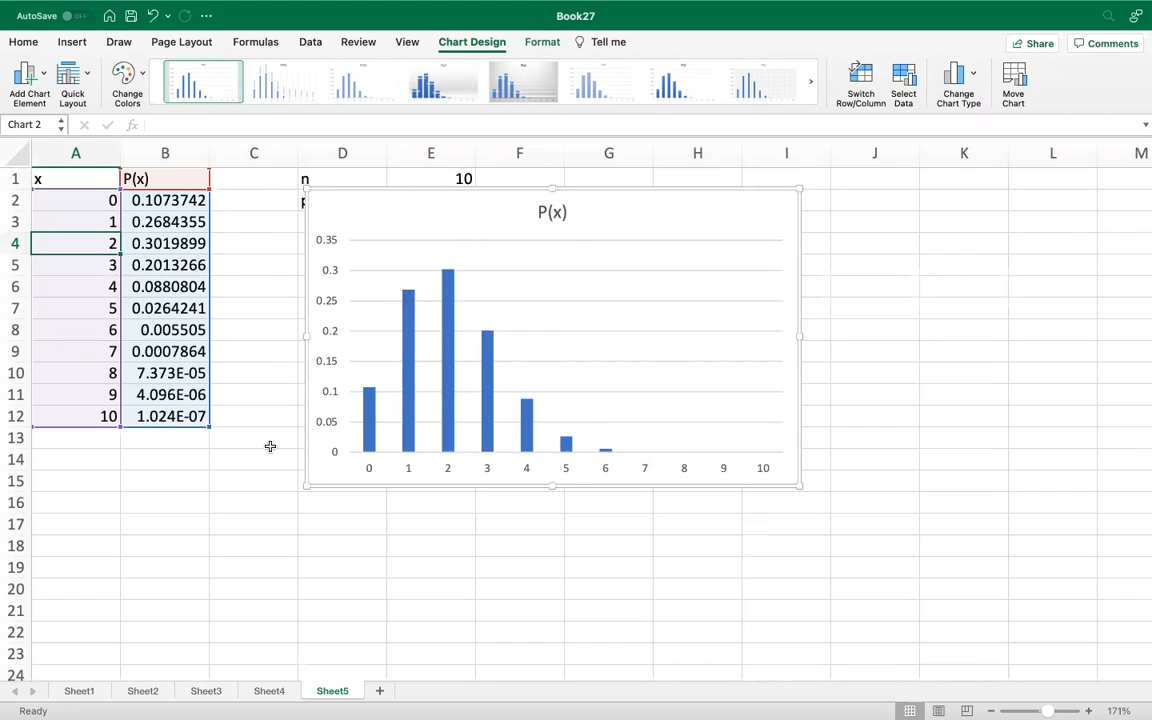 AutoSave OFF
Book27
Home Insert Draw Page Layout Formulas Data Review View Chart Design Format Tell me
Share Comments
Add Chart Element
Quick Layout
Change Colors
Switch Row/Column
Select Data
Change Chart Type
Move Chart
Chart 2
fx
A B C D E F G H I J K L M
1 x P(x) n 10
2 0 0.1073742 p
3 1 0.2684355
4 2 0.3019899
5 3 0.2013266
6 4 0.0880804
7 5 0.0264241
8 6 0.005505
9 7 0.0007864
10 8 7.373E-05
11 9 4.096E-06
12 10 1.024E-07
13
14
15
16
17
18
19
20
21
22
23
24
P(x)
0.35
0.3
0.25
0.2
0.15
0.1
0.05
0
0 1 2 3 4 5 6 7 8 9 10
Sheet1 Sheet2 Sheet3 Sheet4 Sheet5
Ready
171%